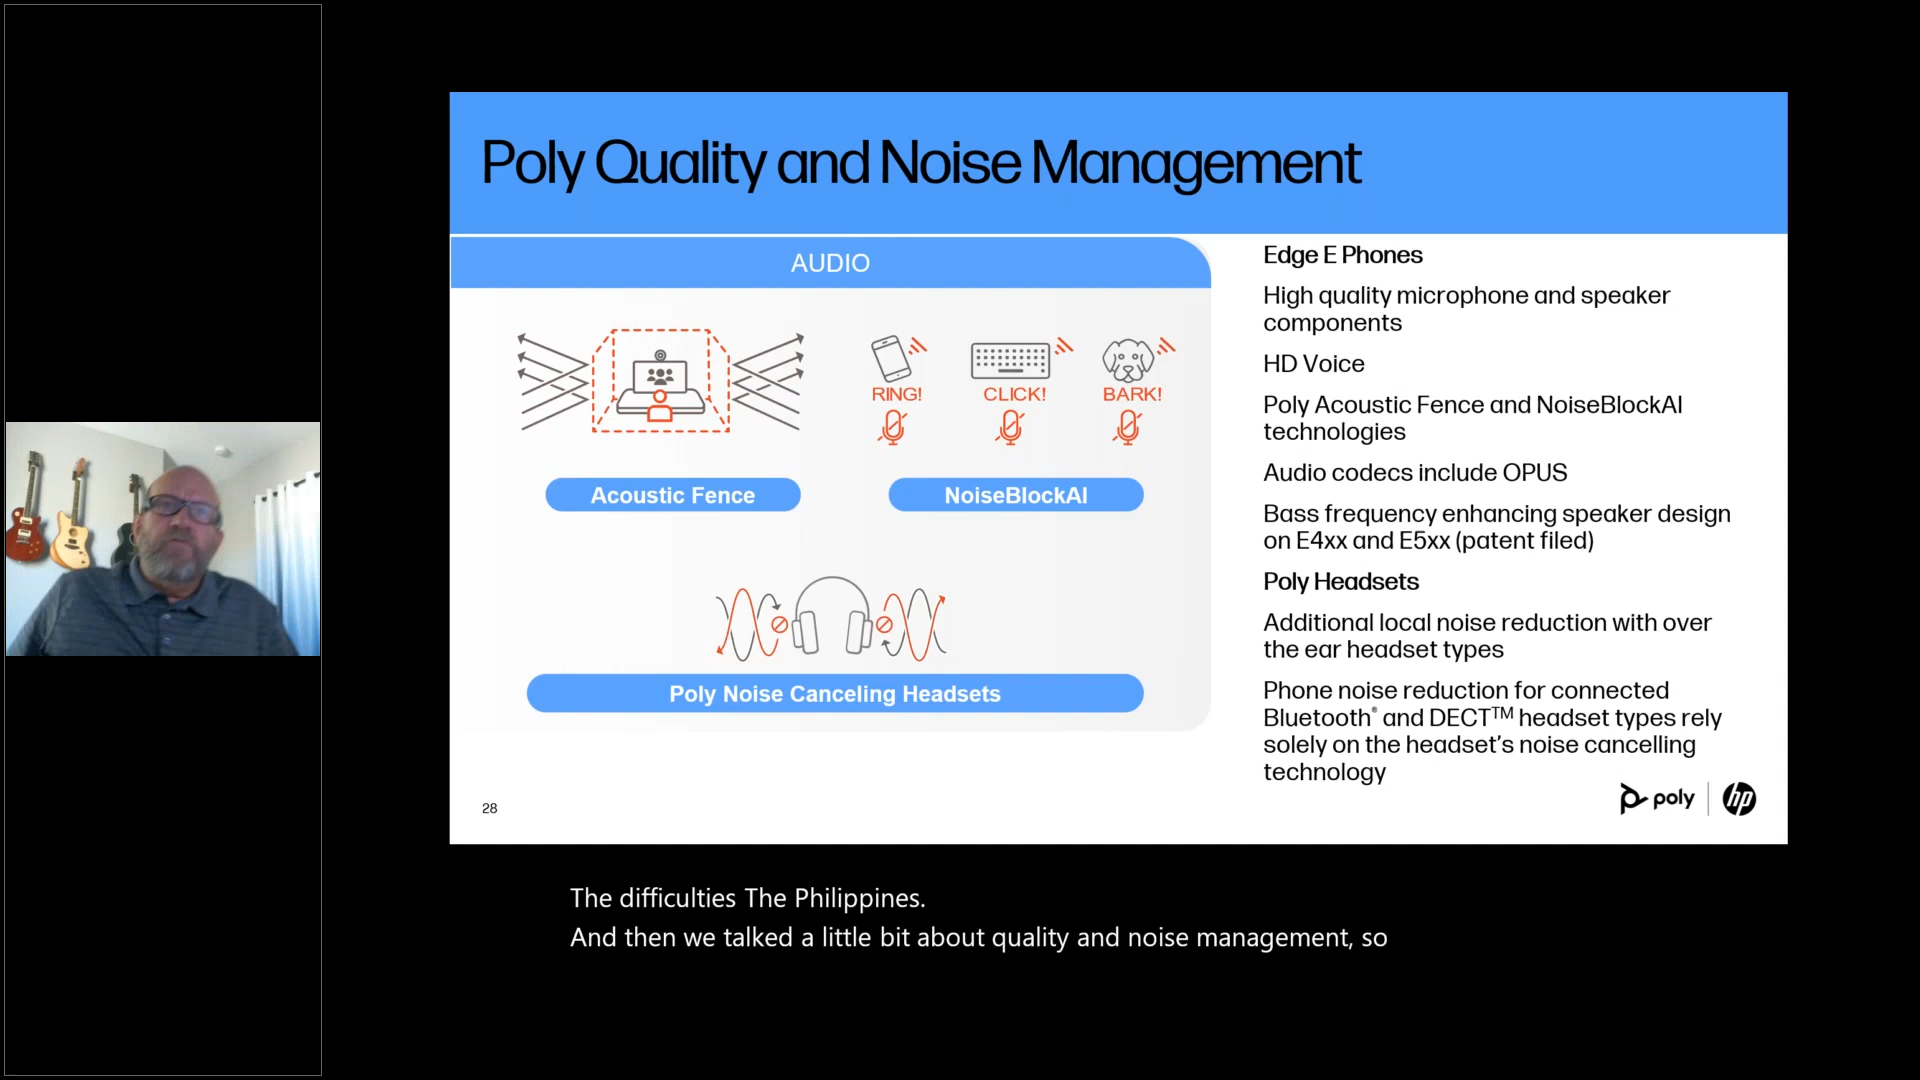 Poly Quality and Noise Management
AUDIO
RING!
CLICK!
BARK!
Acoustic Fence
NoiseBlockAI
Poly Noise Canceling Headsets
Edge E Phones
High quality microphone and speaker
components
HD Voice
Poly Acoustic Fence and NoiseBlockAI
technologies
Audio codecs include OPUS
Bass frequency enhancing speaker design
on E4xx and E5xx (patent filed)
Poly Headsets
Additional local noise reduction with over
the ear headset types
Phone noise reduction for connected
Bluetooth® and DECT™ headset types rely
solely on the headset’s noise cancelling
technology
28
poly
hp
The difficulties The Philippines.
And then we talked a little bit about quality and noise management, so